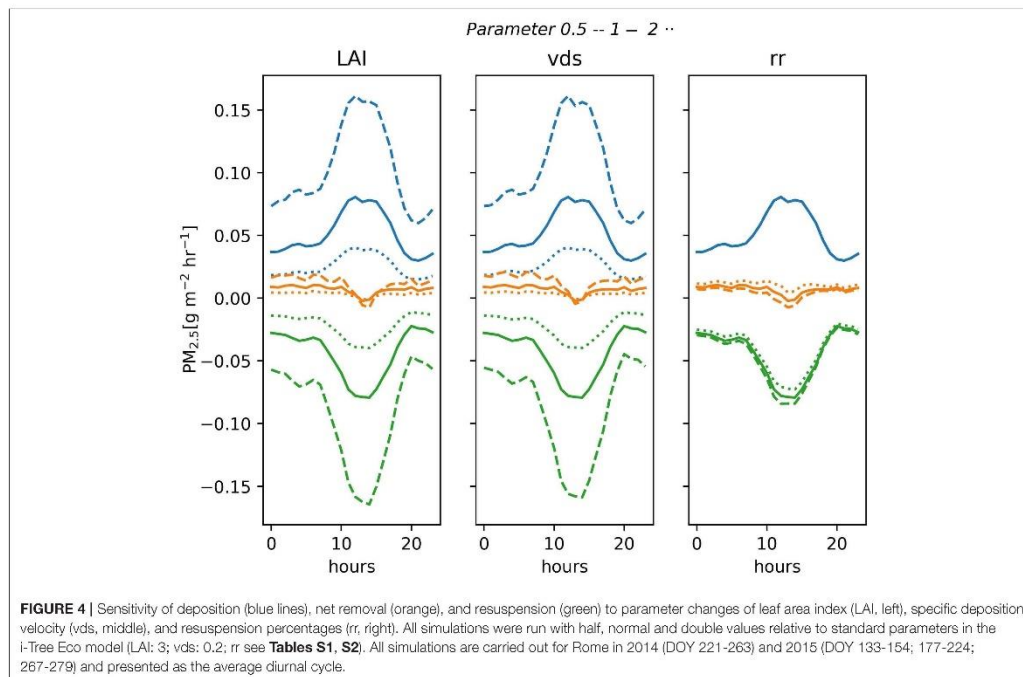 Parameter 0.5 -- 1 — 2 ··
LAI vds rr
PM2.5[g m−2 hr−1]
0.15
0.10
0.05
0.00
−0.05
−0.10
−0.15
0 10 20 0 10 20 0 10 20
hours hours hours
FIGURE 4 | Sensitivity of deposition (blue lines), net removal (orange), and resuspension (green) to parameter changes of leaf area index (LAI, left), specific deposition
velocity (vds, middle), and resuspension percentages (rr, right). All simulations were run with half, normal and double values relative to standard parameters in the
i-Tree Eco model (LAI: 3; vds: 0.2; rr see Tables S1, S2). All simulations are carried out for Rome in 2014 (DOY 221-263) and 2015 (DOY 133-154; 177-224;
267-279) and presented as the average diurnal cycle.